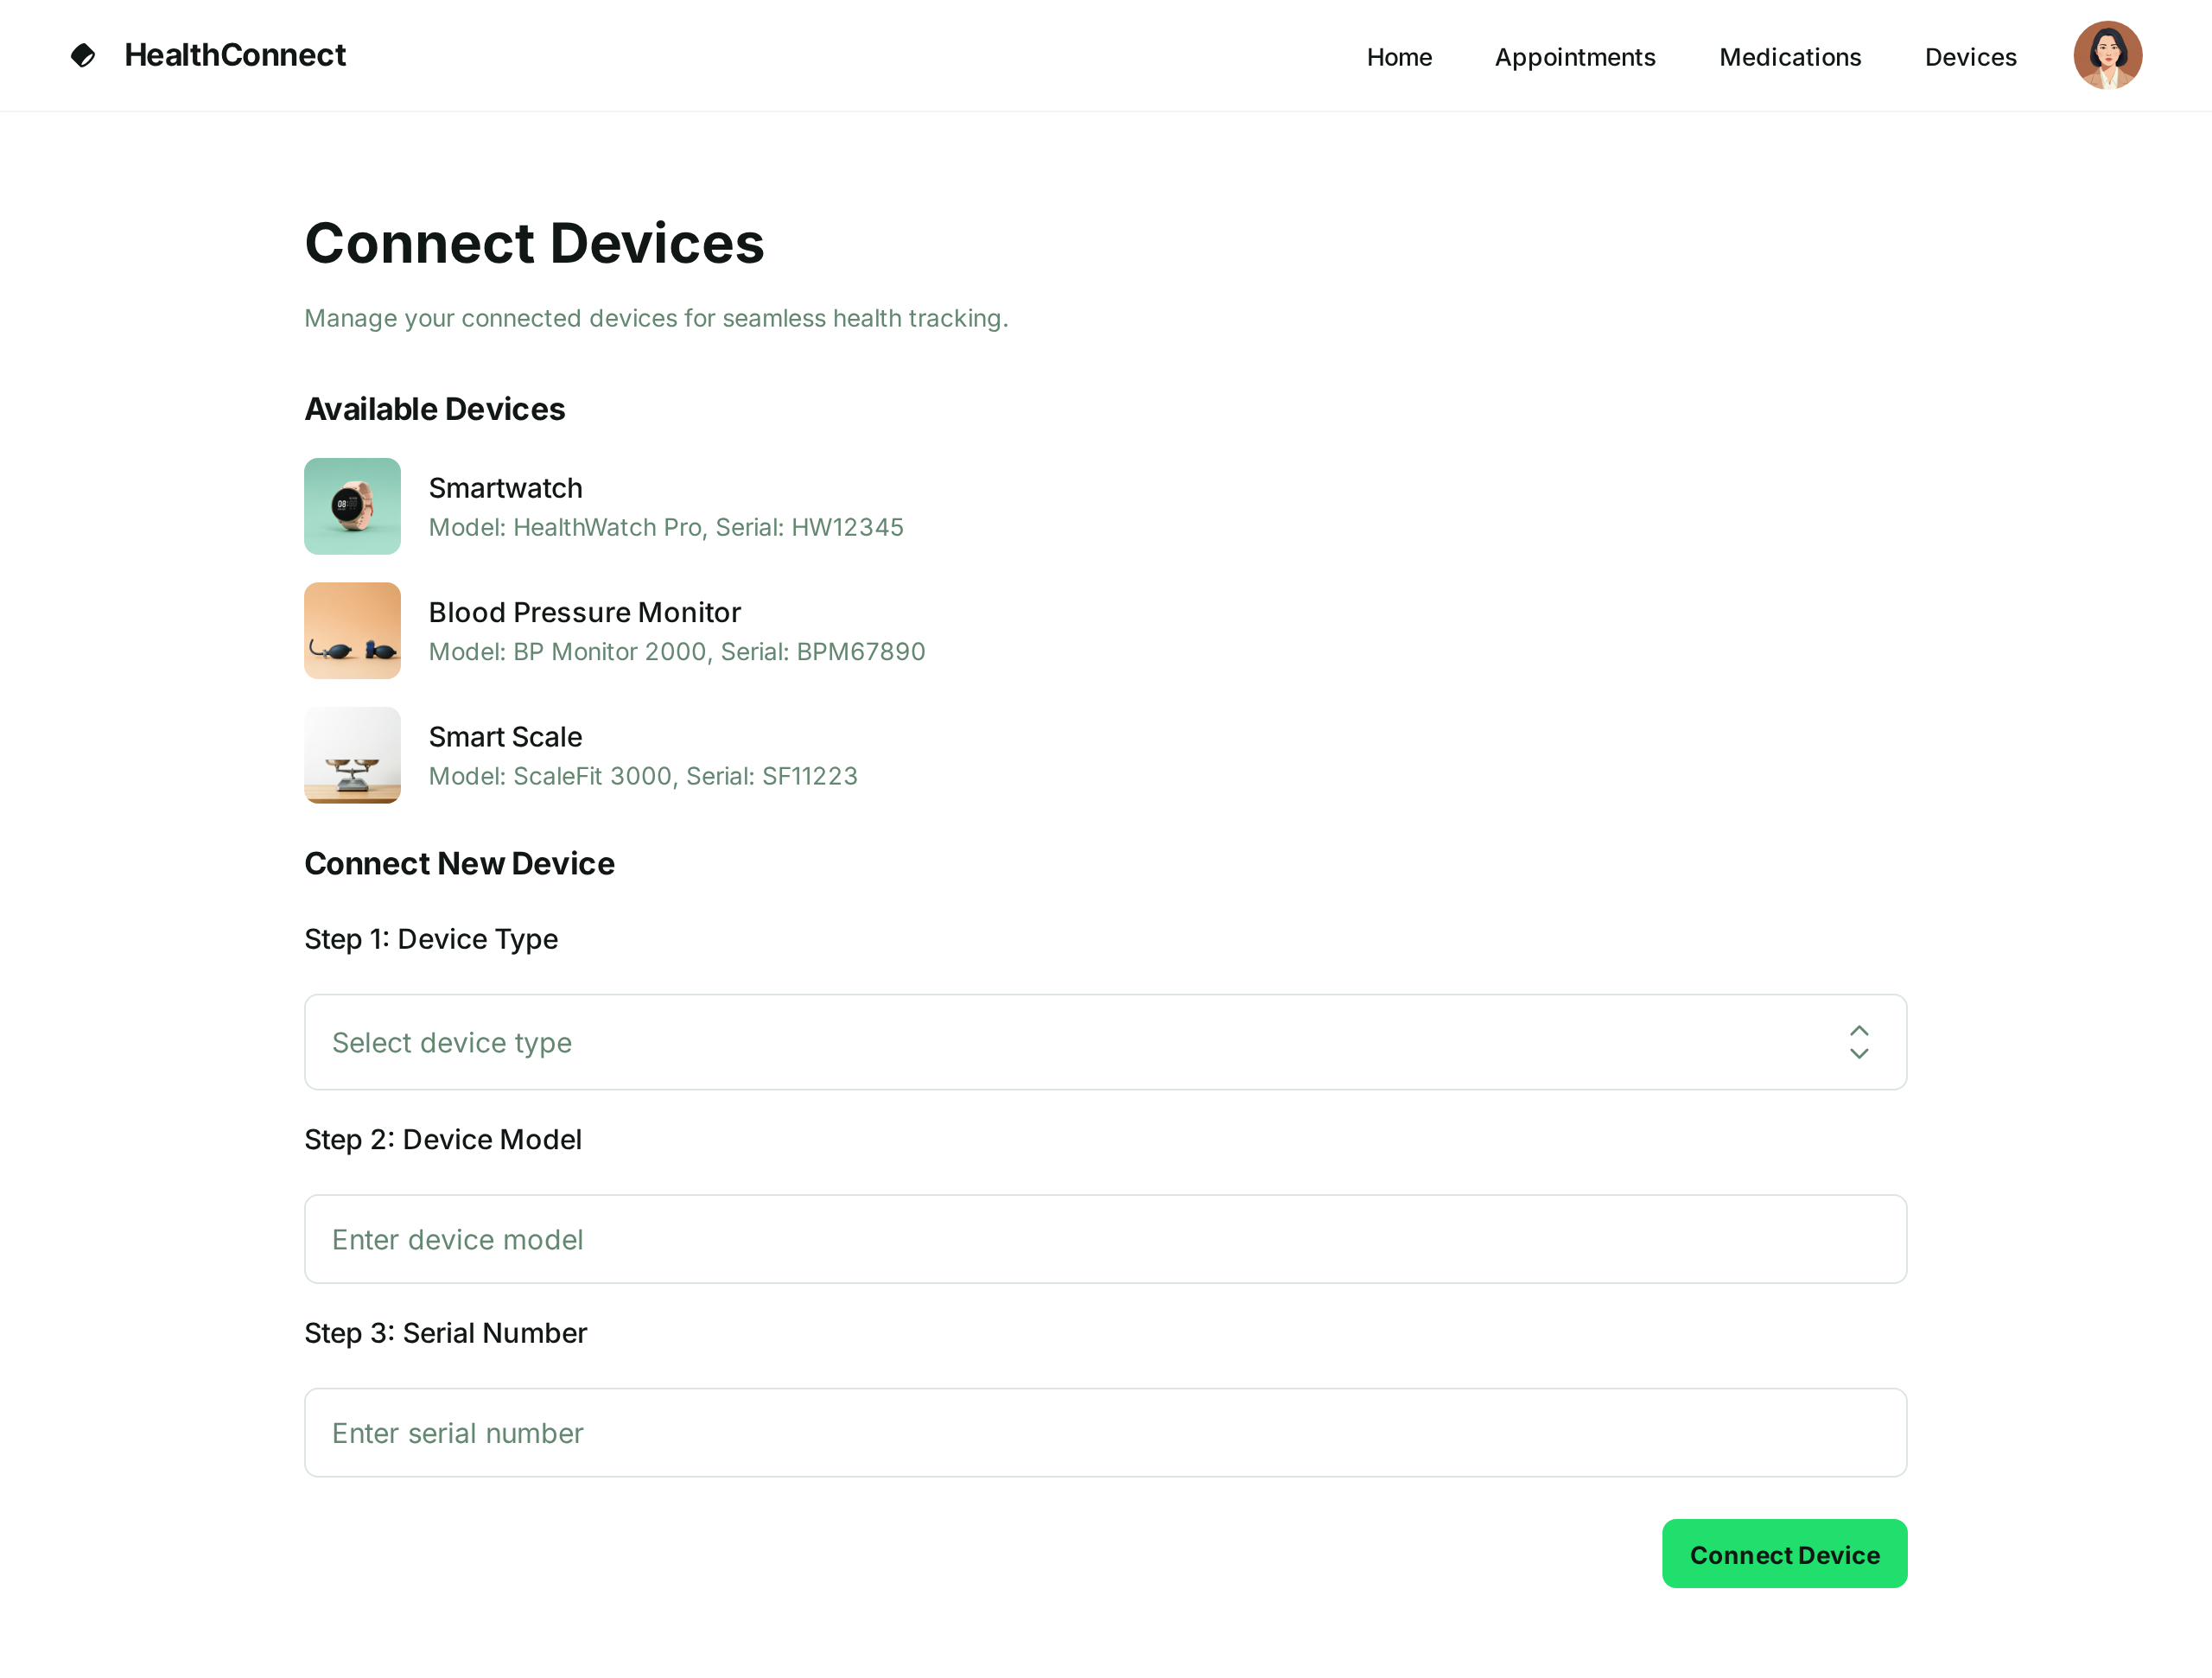 HealthConnect
Home
Appointments
Medications
Devices
Connect Devices
Manage your connected devices for seamless health tracking.
Available Devices
Smartwatch
Model: HealthWatch Pro, Serial: HW12345
Blood Pressure Monitor
Model: BP Monitor 2000, Serial: BPM67890
Smart Scale
Model: ScaleFit 3000, Serial: SF11223
Connect New Device
Step 1: Device Type
Select device type
Step 2: Device Model
Enter device model
Step 3: Serial Number
Enter serial number
Connect Device